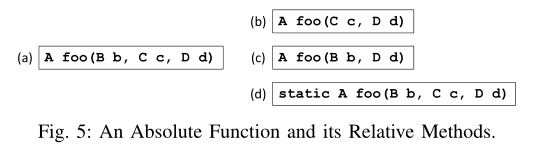 (b) A foo(C c, D d)
(a) A foo(B b, C c, D d) (c) A foo(B b, D d)
(d) static A foo(B b, C c, D d)
Fig. 5: An Absolute Function and its Relative Methods.